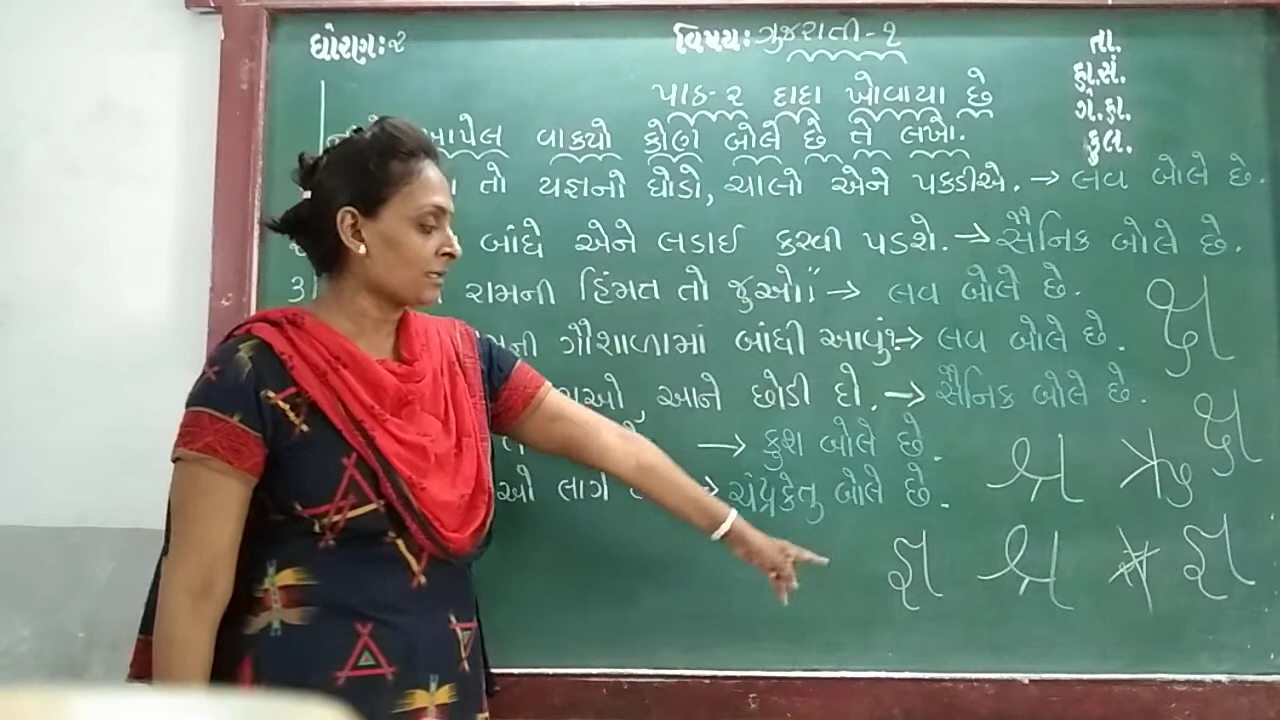 ધોરણ: ૨
વિષય: ગુજરાતી-૧
તા.
હા.સં.
ગે.હા.
કુલ.
પાઠ-૨ દાદા ખોવાયા છે
આપેલ વાક્યો કોણ બોલે છે તે લખો.
તો યજ્ઞનો ઘોડો, ચાલો એને પકડીએ. → લવ બોલે છે.
બાંધે એને લડાઈ કરવી પડશે. → સૈનિક બોલે છે.
૩) રામની હિંમત તો જુઓ!" → લવ બોલે છે.
ગૌશાળામાં બાંધી આવું? → લવ બોલે છે.
આને છોડી દો. → સૈનિક બોલે છે.
→ કુશ બોલે છે.
લાગે → ચંદ્રકેતુ બોલે છે.
ક્ષ
ક્ષ
શ્ર
જ્ઞ શ્ર જ્ઞ